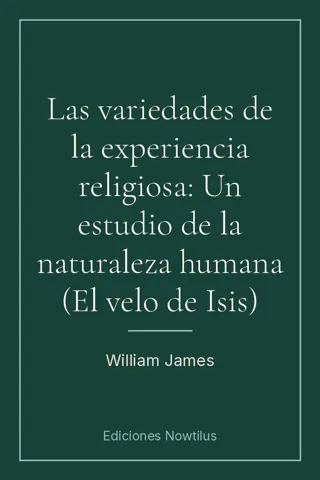 Las variedades de
la experiencia
religiosa: Un
estudio de la
naturaleza humana
(El velo de Isis)
William James
Ediciones Nowtilus